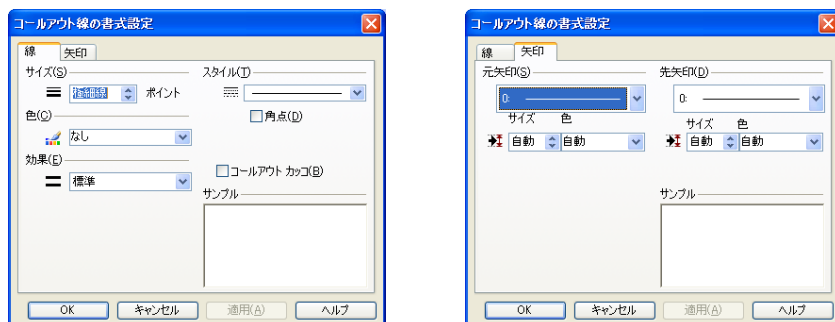 コールアウト線の書式設定
線 矢印
サイズ(S)
極細線 ポイント
色(C)
なし
効果(E)
標準
スタイル(T)
角点(D)
コールアウト カッコ(B)
サンプル
OK キャンセル 適用(A) ヘルプ
コールアウト線の書式設定
線 矢印
元矢印(S)
0:
サイズ 色
自動 自動
先矢印(D)
0:
サイズ 色
自動 自動
サンプル
OK キャンセル 適用(A) ヘルプ